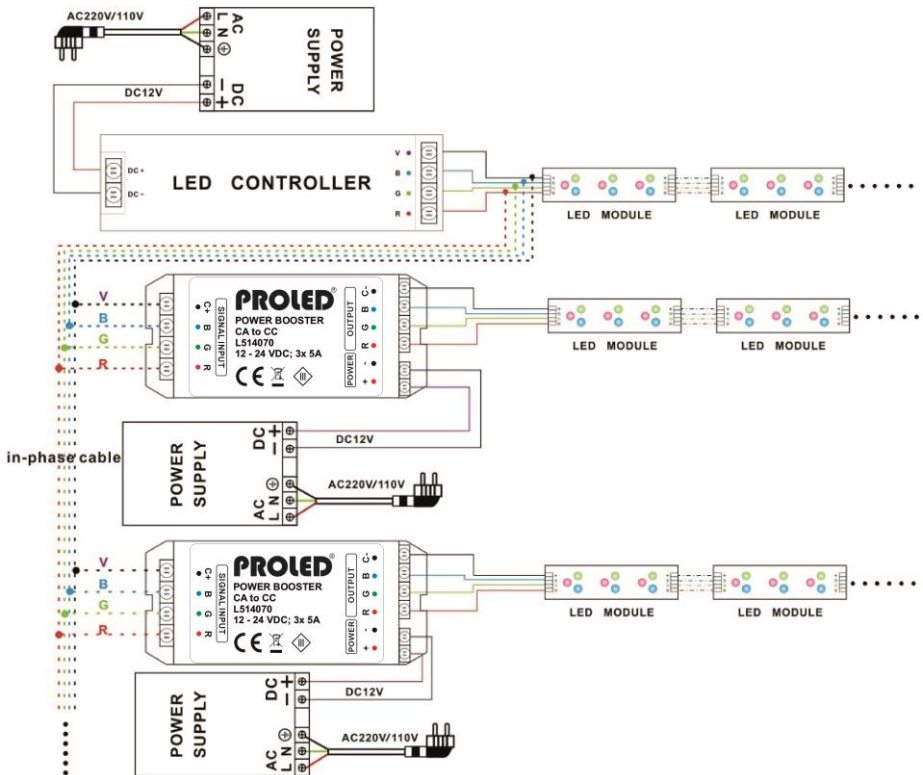 AC220V/110V
L
N
AC
DC
−
+
POWER
SUPPLY
DC12V
DC+
DC−
LED CONTROLLER
V
B
G
R
LED MODULE
LED MODULE
V
B
G
R
C+
B
G
R
SIGNAL INPUT
PROLED®
POWER BOOSTER
CA to CC
L514070
12 - 24 VDC; 3x 5A
CE
III
OUTPUT
C-
B
G
R
POWER
-
+
LED MODULE
LED MODULE
in-phase cable
POWER
SUPPLY
DC
+
−
AC
N
L
DC12V
AC220V/110V
V
B
G
R
C+
B
G
R
SIGNAL INPUT
PROLED®
POWER BOOSTER
CA to CC
L514070
12 - 24 VDC; 3x 5A
CE
III
OUTPUT
C-
B
G
R
POWER
-
+
LED MODULE
LED MODULE
POWER
SUPPLY
DC
+
−
AC
N
L
DC12V
AC220V/110V